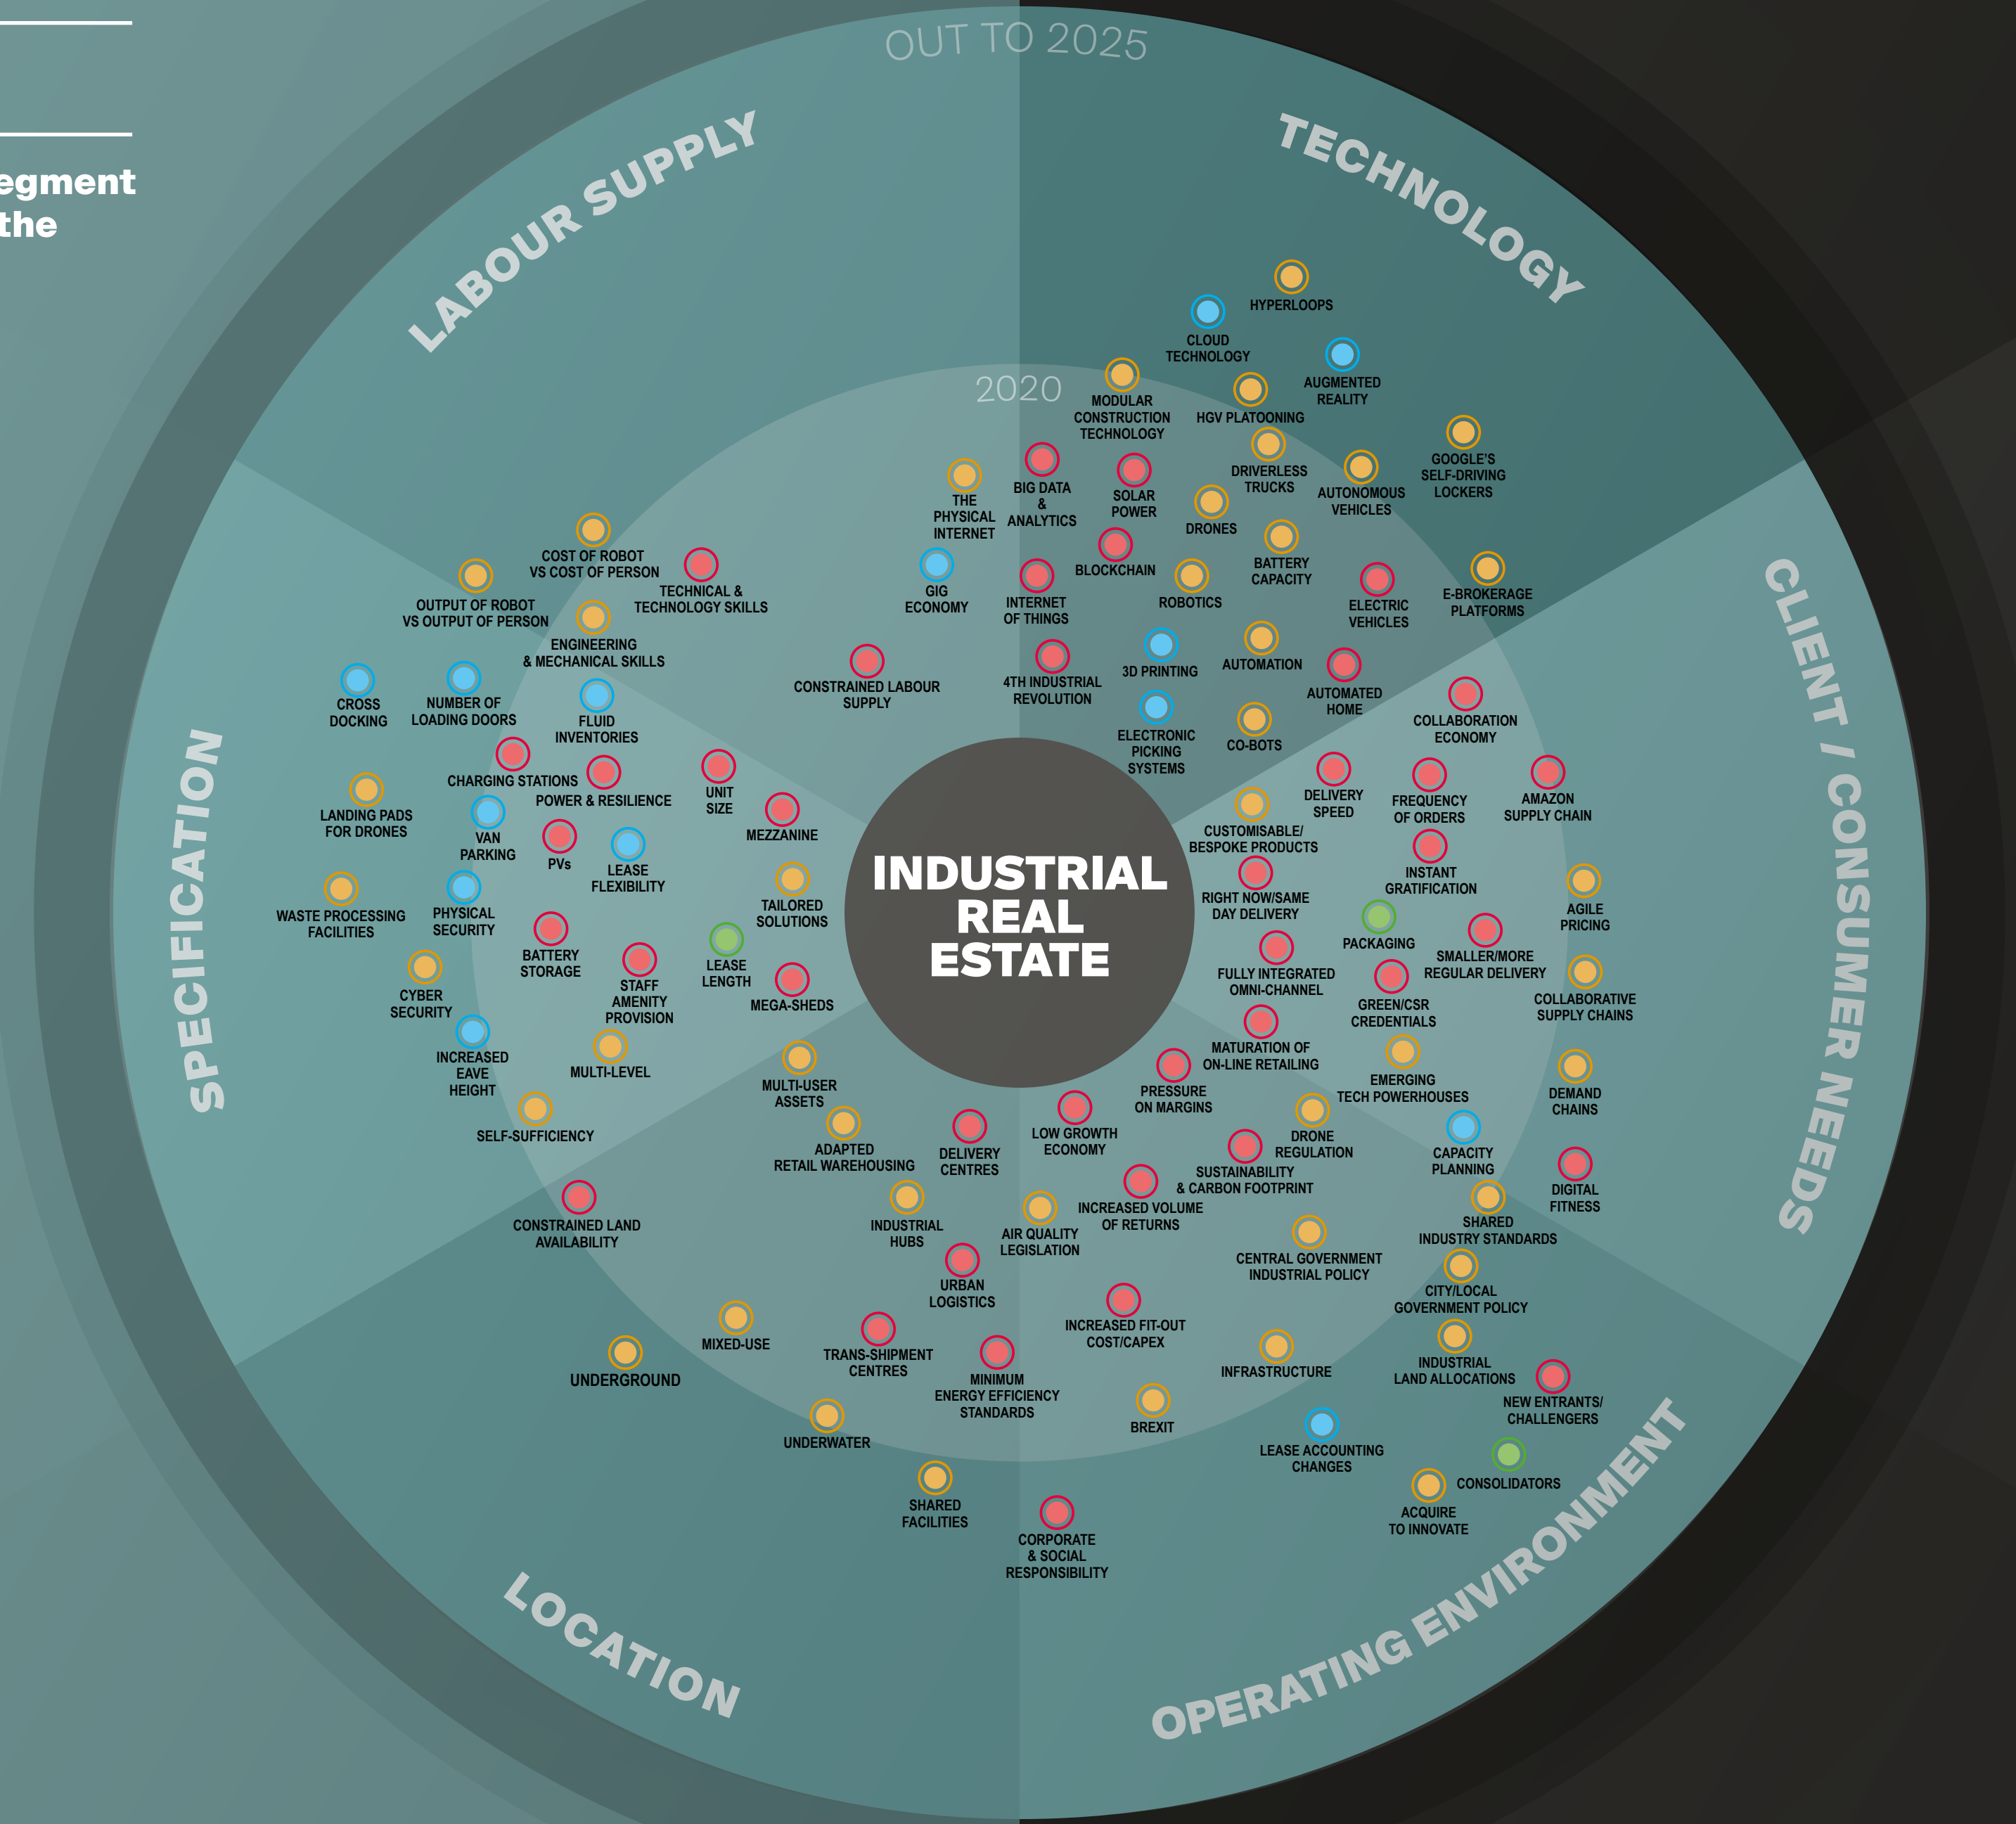 egment
the
OUT TO 2025
2020
LABOUR SUPPLY
TECHNOLOGY
CLIENT / CONSUMER NEEDS
OPERATING ENVIRONMENT
LOCATION
SPECIFICATION
INDUSTRIAL
REAL
ESTATE
HYPERLOOPS
CLOUD
TECHNOLOGY
AUGMENTED
REALITY
MODULAR
CONSTRUCTION
TECHNOLOGY
HGV PLATOONING
DRIVERLESS
TRUCKS
AUTONOMOUS
VEHICLES
GOOGLE'S
SELF-DRIVING
LOCKERS
BIG DATA
&
ANALYTICS
SOLAR
POWER
DRONES
BLOCKCHAIN
BATTERY
CAPACITY
INTERNET
OF THINGS
ROBOTICS
ELECTRIC
VEHICLES
E-BROKERAGE
PLATFORMS
4TH INDUSTRIAL
REVOLUTION
3D PRINTING
AUTOMATION
AUTOMATED
HOME
ELECTRONIC
PICKING
SYSTEMS
CO-BOTS
COLLABORATION
ECONOMY
DELIVERY
SPEED
FREQUENCY
OF ORDERS
AMAZON
SUPPLY CHAIN
CUSTOMISABLE/
BESPOKE PRODUCTS
INSTANT
GRATIFICATION
RIGHT NOW/SAME
DAY DELIVERY
AGILE
PRICING
PACKAGING
SMALLER/MORE
REGULAR DELIVERY
FULLY INTEGRATED
OMNI-CHANNEL
GREEN/CSR
CREDENTIALS
COLLABORATIVE
SUPPLY CHAINS
MATURATION OF
ON-LINE RETAILING
EMERGING
TECH POWERHOUSES
DEMAND
CHAINS
CAPACITY
PLANNING
DIGITAL
FITNESS
PRESSURE
ON MARGINS
LOW GROWTH
ECONOMY
DRONE
REGULATION
SUSTAINABILITY
& CARBON FOOTPRINT
SHARED
INDUSTRY STANDARDS
INCREASED VOLUME
OF RETURNS
AIR QUALITY
LEGISLATION
CENTRAL GOVERNMENT
INDUSTRIAL POLICY
CITY/LOCAL
GOVERNMENT POLICY
INCREASED FIT-OUT
COST/CAPEX
INFRASTRUCTURE
INDUSTRIAL
LAND ALLOCATIONS
NEW ENTRANTS/
CHALLENGERS
BREXIT
LEASE ACCOUNTING
CHANGES
CONSOLIDATORS
ACQUIRE
TO INNOVATE
CORPORATE
& SOCIAL
RESPONSIBILITY
MULTI-USER
ASSETS
ADAPTED
RETAIL WAREHOUSING
DELIVERY
CENTRES
INDUSTRIAL
HUBS
URBAN
LOGISTICS
CONSTRAINED LAND
AVAILABILITY
MIXED-USE
TRANS-SHIPMENT
CENTRES
MINIMUM
ENERGY EFFICIENCY
STANDARDS
UNDERGROUND
UNDERWATER
SHARED
FACILITIES
CROSS
DOCKING
NUMBER OF
LOADING DOORS
FLUID
INVENTORIES
CHARGING STATIONS
POWER & RESILIENCE
UNIT
SIZE
MEZZANINE
LANDING PADS
FOR DRONES
VAN
PARKING
PVs
LEASE
FLEXIBILITY
TAILORED
SOLUTIONS
WASTE PROCESSING
FACILITIES
PHYSICAL
SECURITY
BATTERY
STORAGE
STAFF
AMENITY
PROVISION
LEASE
LENGTH
MEGA-SHEDS
CYBER
SECURITY
INCREASED
EAVE
HEIGHT
MULTI-LEVEL
SELF-SUFFICIENCY
THE
PHYSICAL
INTERNET
GIG
ECONOMY
COST OF ROBOT
VS COST OF PERSON
TECHNICAL &
TECHNOLOGY SKILLS
OUTPUT OF ROBOT
VS OUTPUT OF PERSON
ENGINEERING
& MECHANICAL SKILLS
CONSTRAINED LABOUR
SUPPLY